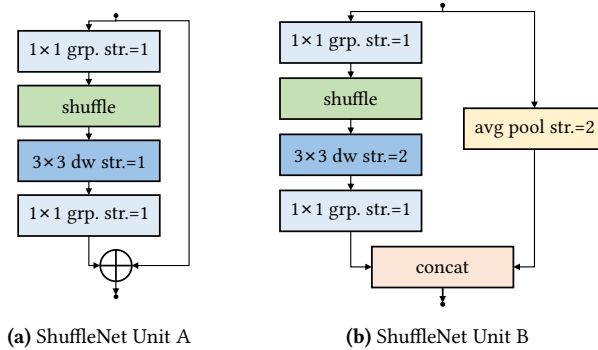 1×1 grp. str.=1
shuffle
3×3 dw str.=1
1×1 grp. str.=1
(a) ShuffleNet Unit A
1×1 grp. str.=1
shuffle
3×3 dw str.=2
1×1 grp. str.=1
avg pool str.=2
concat
(b) ShuffleNet Unit B